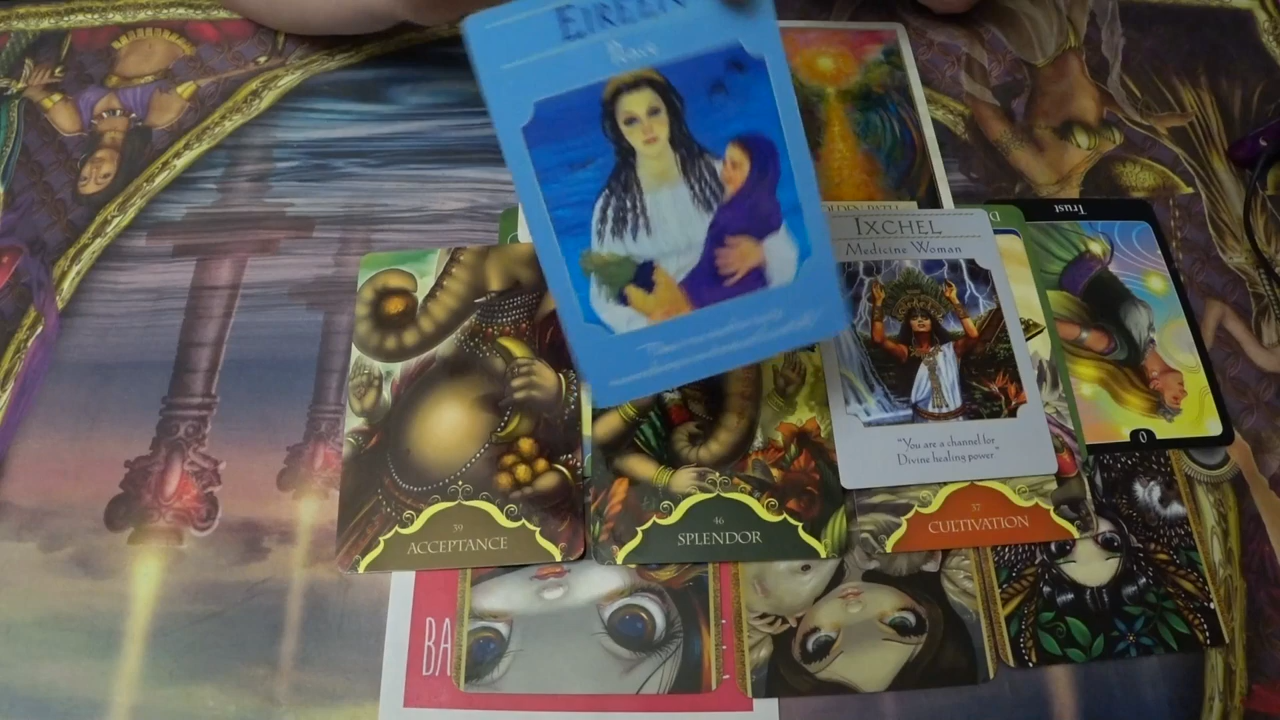 EIREEN
Peace
IXCHEL
Medicine Woman
"You are a channel for
Divine healing power"
Trust
0
39
ACCEPTANCE
46
SPLENDOR
37
CULTIVATION
BA